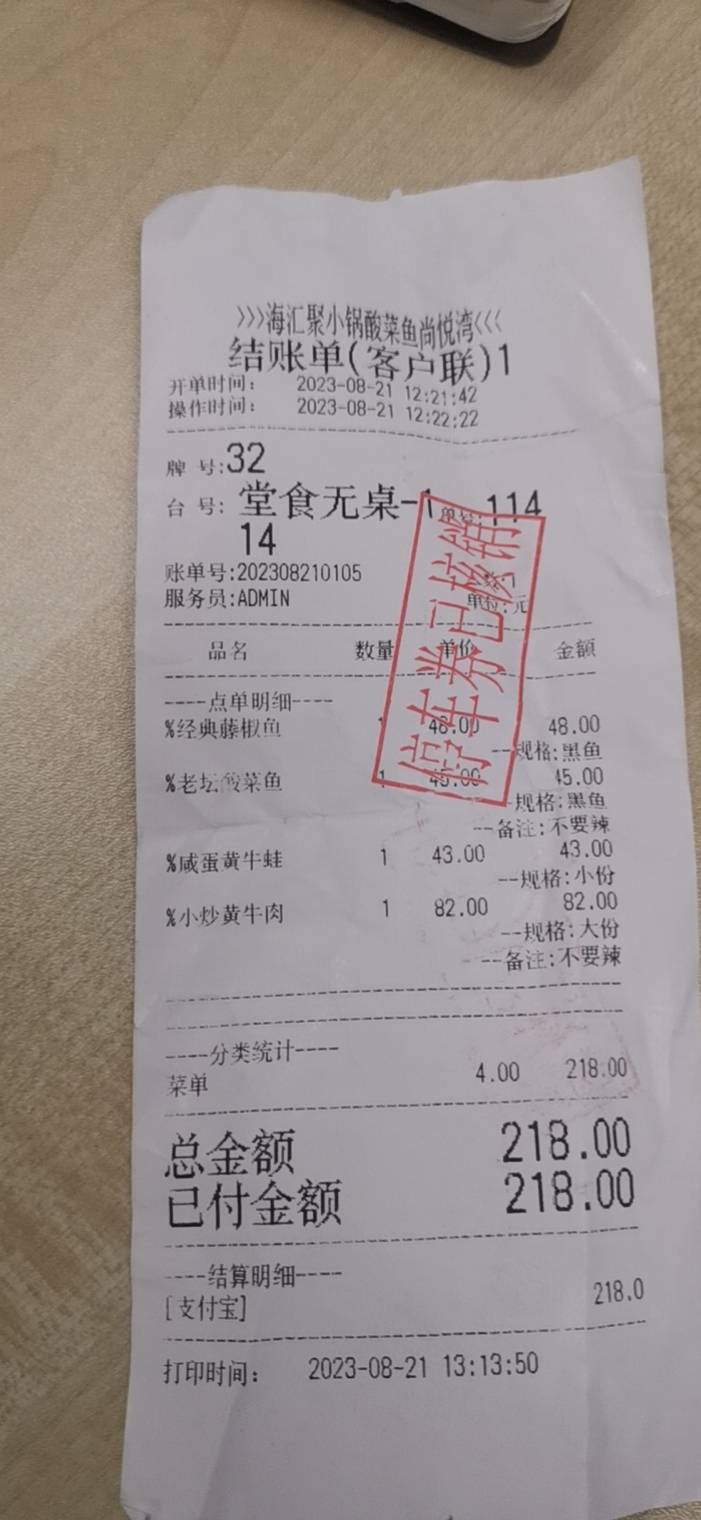 >>>海汇聚小锅酸菜鱼尚悦湾<<<
结账单(客户联)1
开单时间: 2023-08-21 12:21:42
操作时间: 2023-08-21 12:22:22
牌 号:32
台 号: 堂食无桌-1 单号:114
14
账单号:202308210105
服务员:ADMIN 单位:元
品名 数量 单价 金额
----点单明细----
%经典藤椒鱼 1 48.00 48.00
--规格:黑鱼
%老坛酸菜鱼 1 45.00 45.00
--规格:黑鱼
--备注:不要辣
%咸蛋黄牛蛙 1 43.00 43.00
--规格:小份
%小炒黄牛肉 1 82.00 82.00
--规格:大份
--备注:不要辣
----分类统计----
菜单 4.00 218.00
总金额 218.00
已付金额 218.00
----结算明细----
[支付宝] 218.0
打印时间: 2023-08-21 13:13:50
停车券已核销